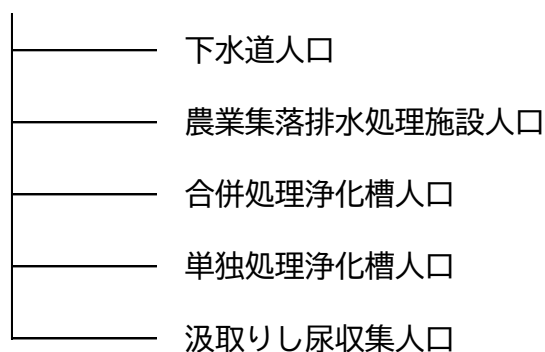 下水道人口
農業集落排水処理施設人口
合併処理浄化槽人口
単独処理浄化槽人口
汲取りし尿収集人口